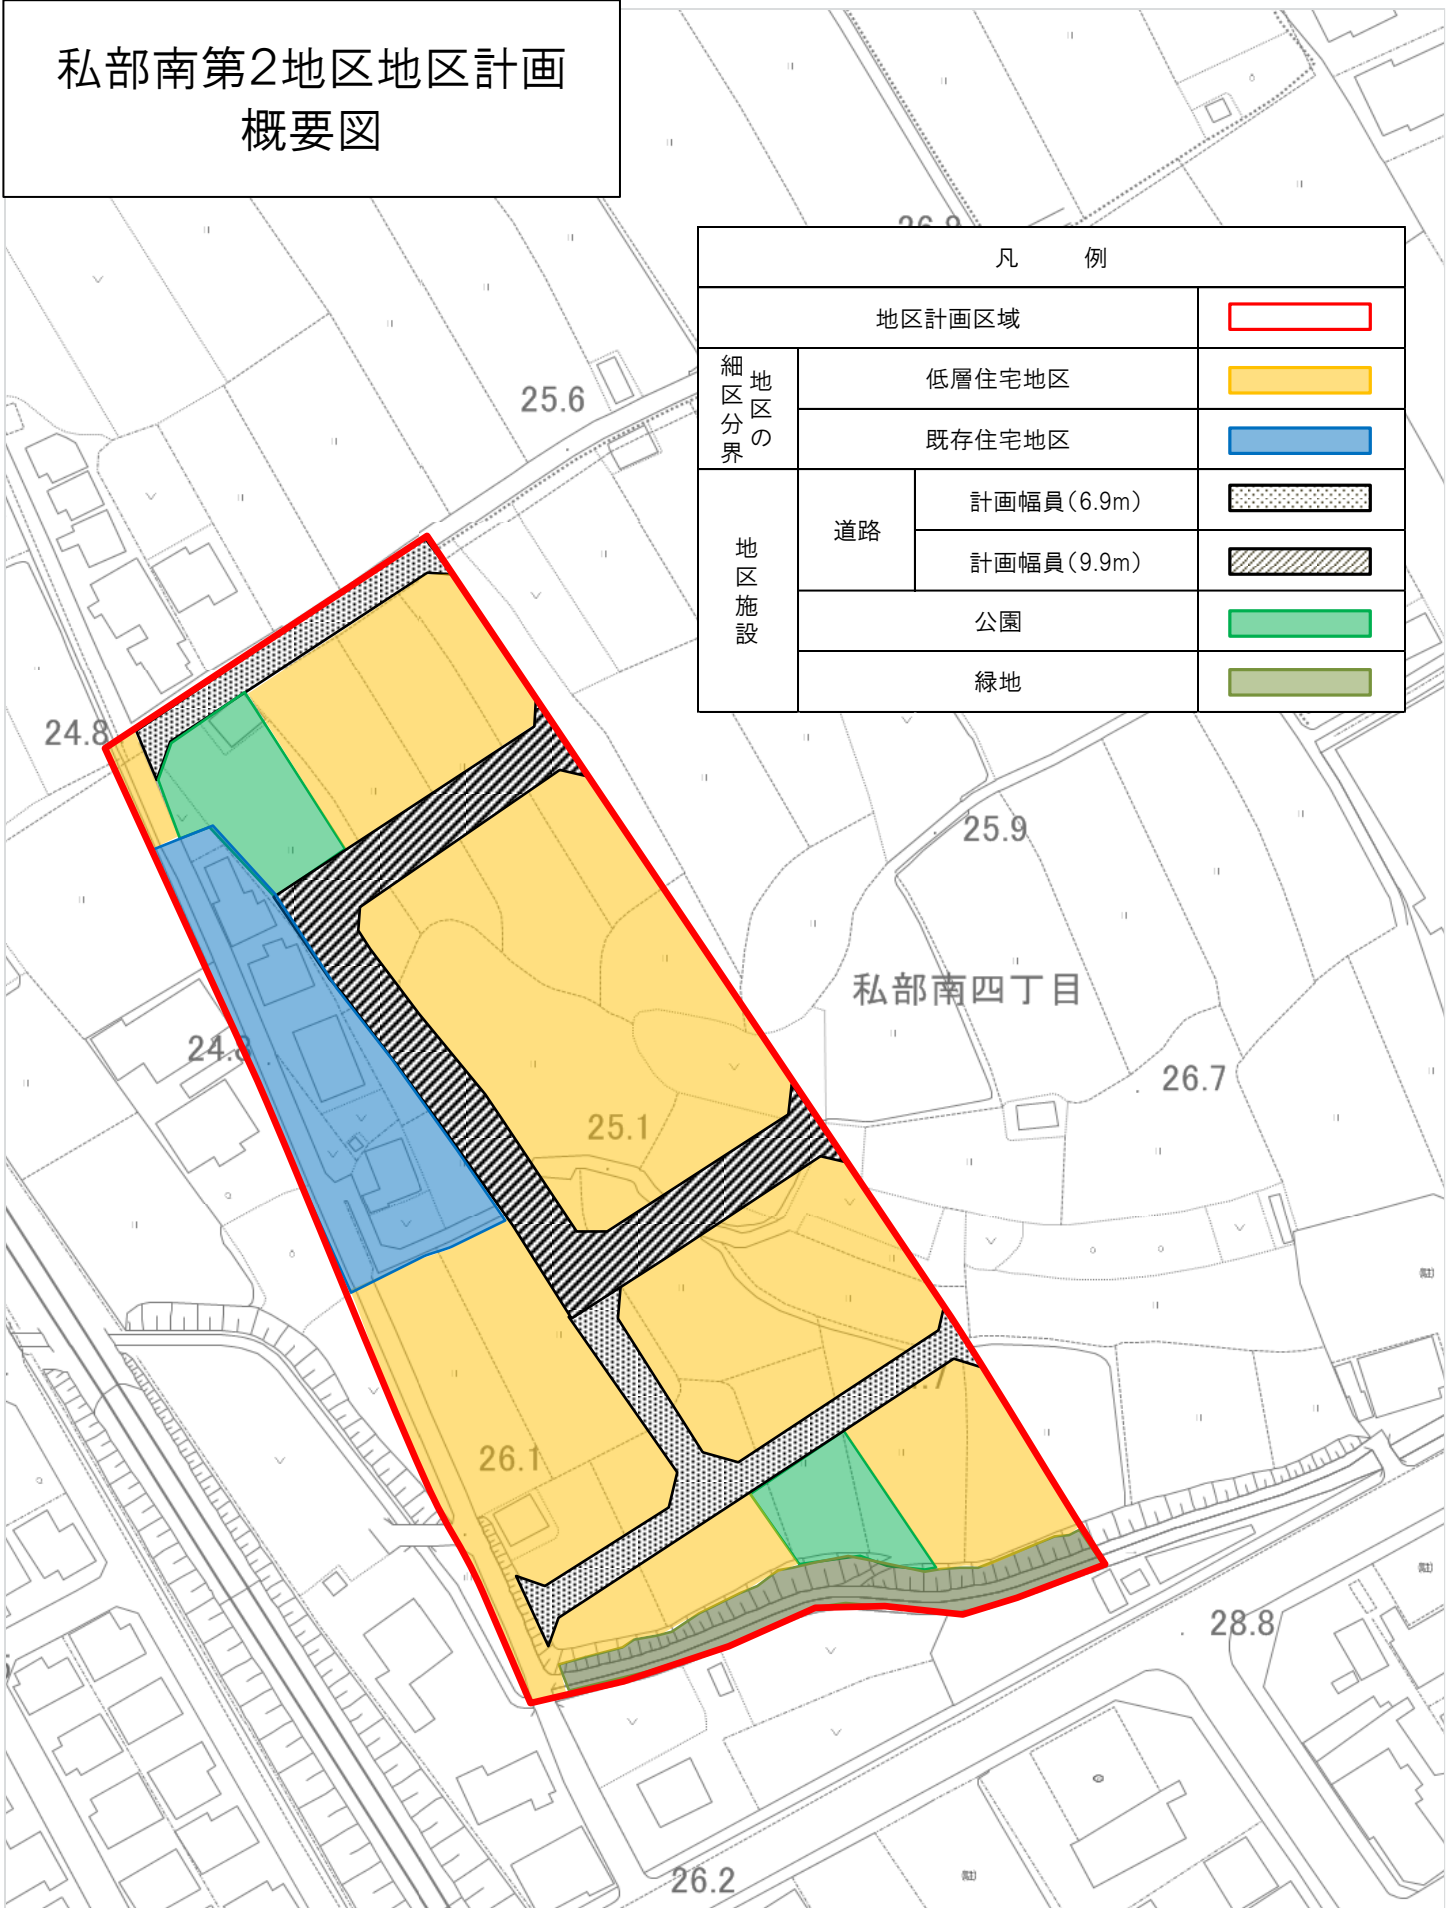 私部南第2地区地区計画
概要図
凡 例
地区計画区域
地区の
細区分界
低層住宅地区
既存住宅地区
地区施設
道路
計画幅員(6.9m)
計画幅員(9.9m)
公園
緑地
25.6
24.8
25.9
私部南四丁目
24.3
26.7
25.1
26.1
28.8
26.2